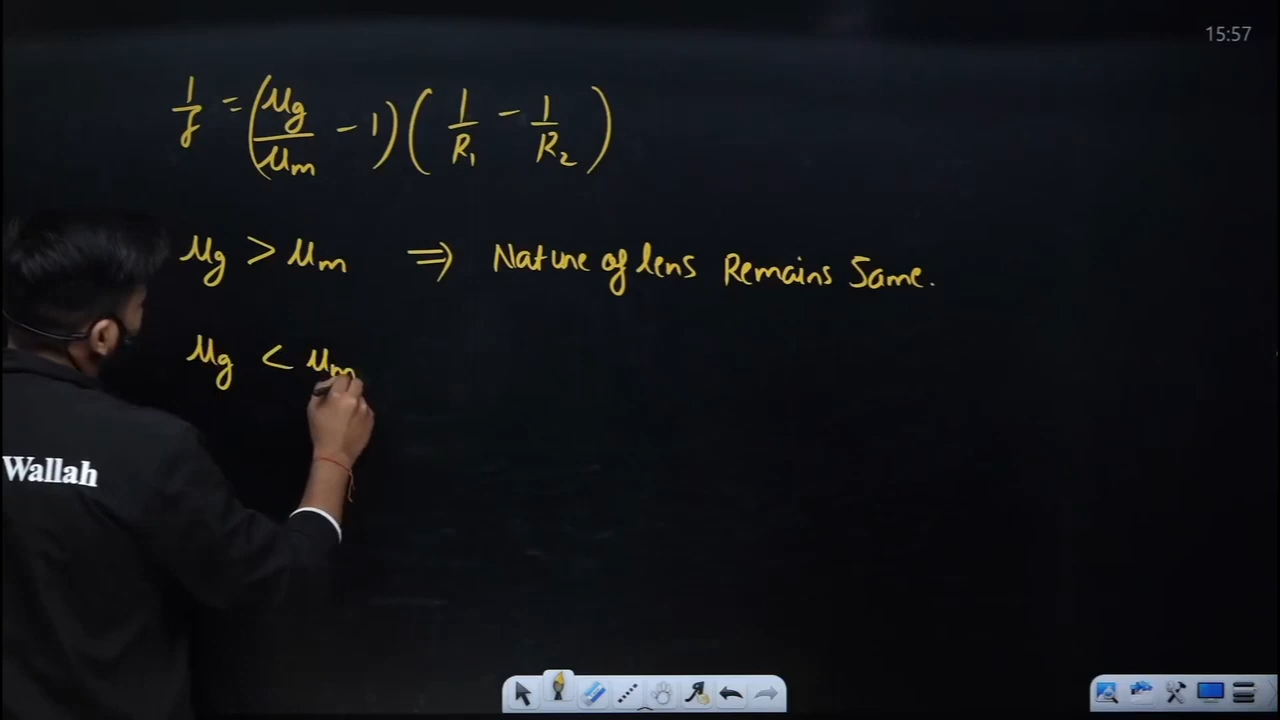 15:57
1/f = (μg/μm - 1) (1/R₁ - 1/R₂)
μg > μm ⇒ Nature of lens Remains Same.
μg < μm
Wallah